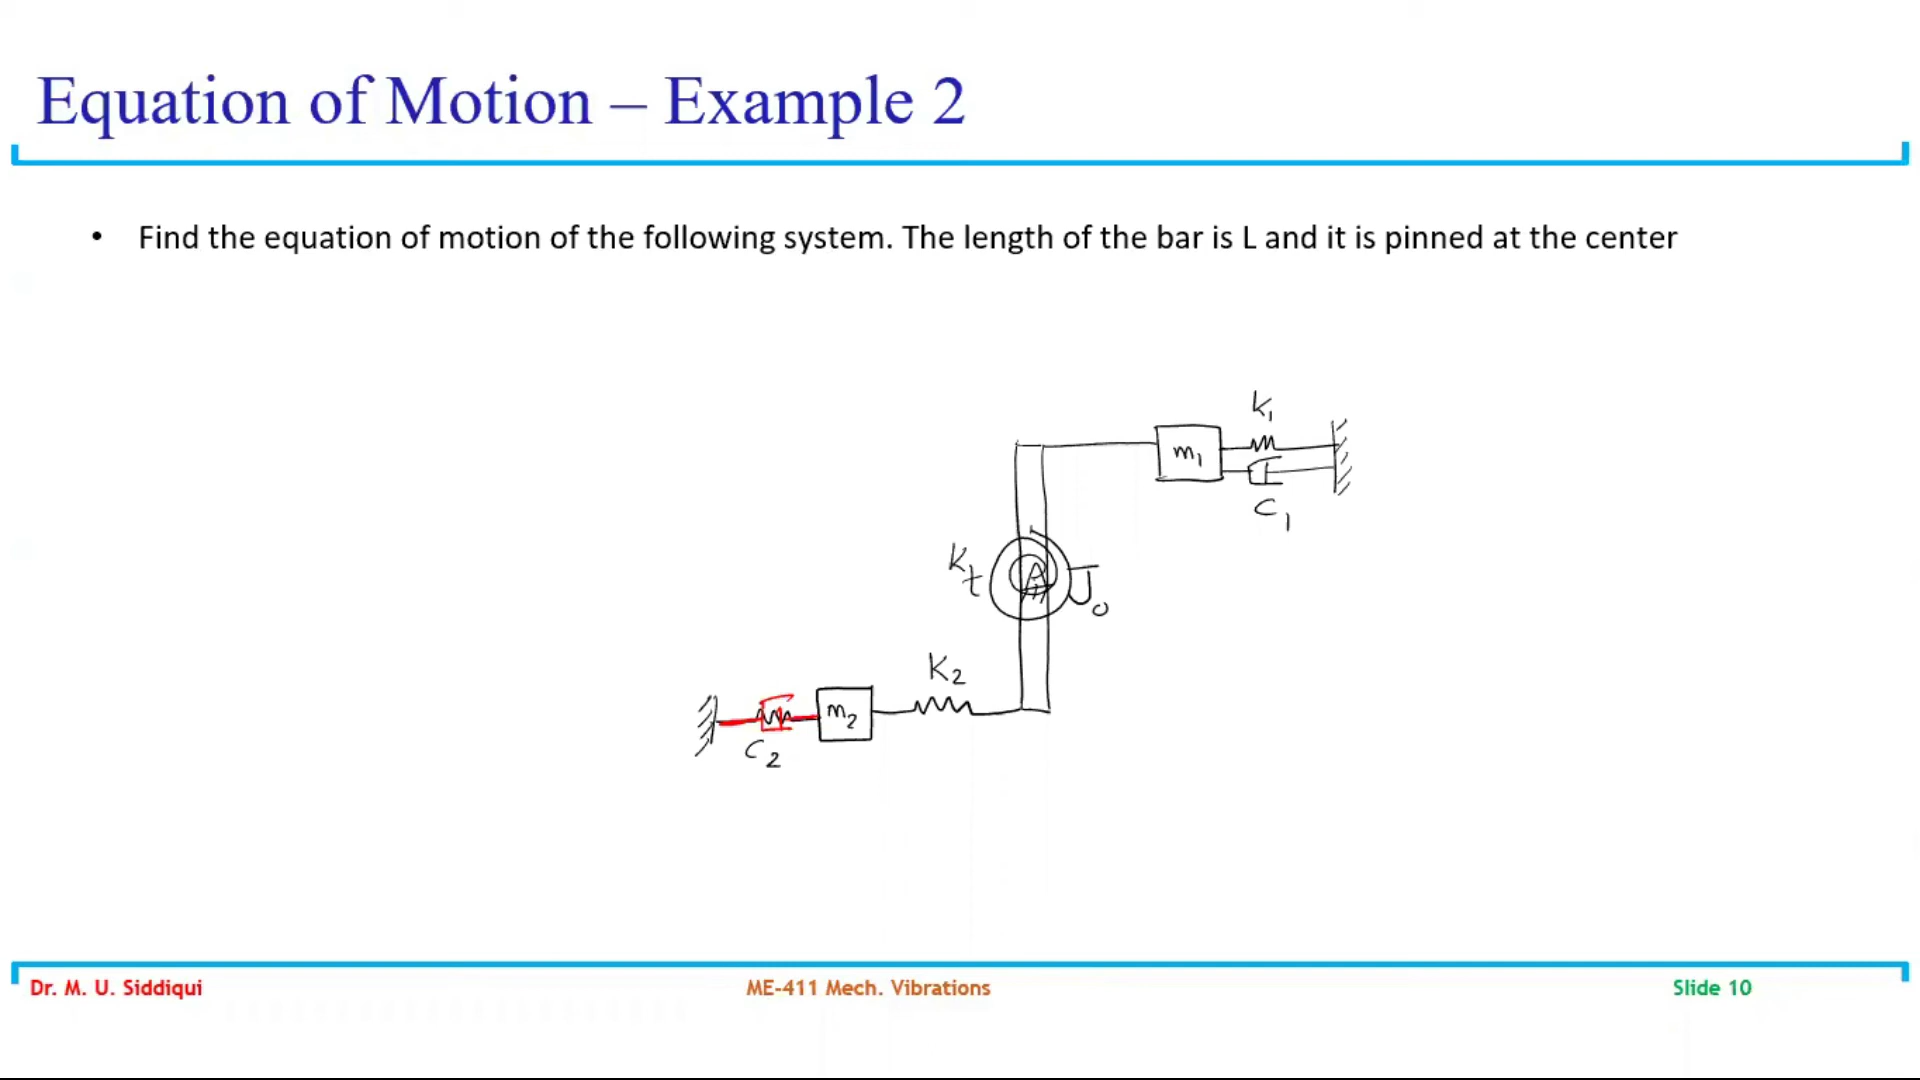 Equation of Motion – Example 2
• Find the equation of motion of the following system. The length of the bar is L and it is pinned at the center
K1
m1
C1
Kt
J0
K2
m2
C2
Dr. M. U. Siddiqui
ME-411 Mech. Vibrations
Slide 10